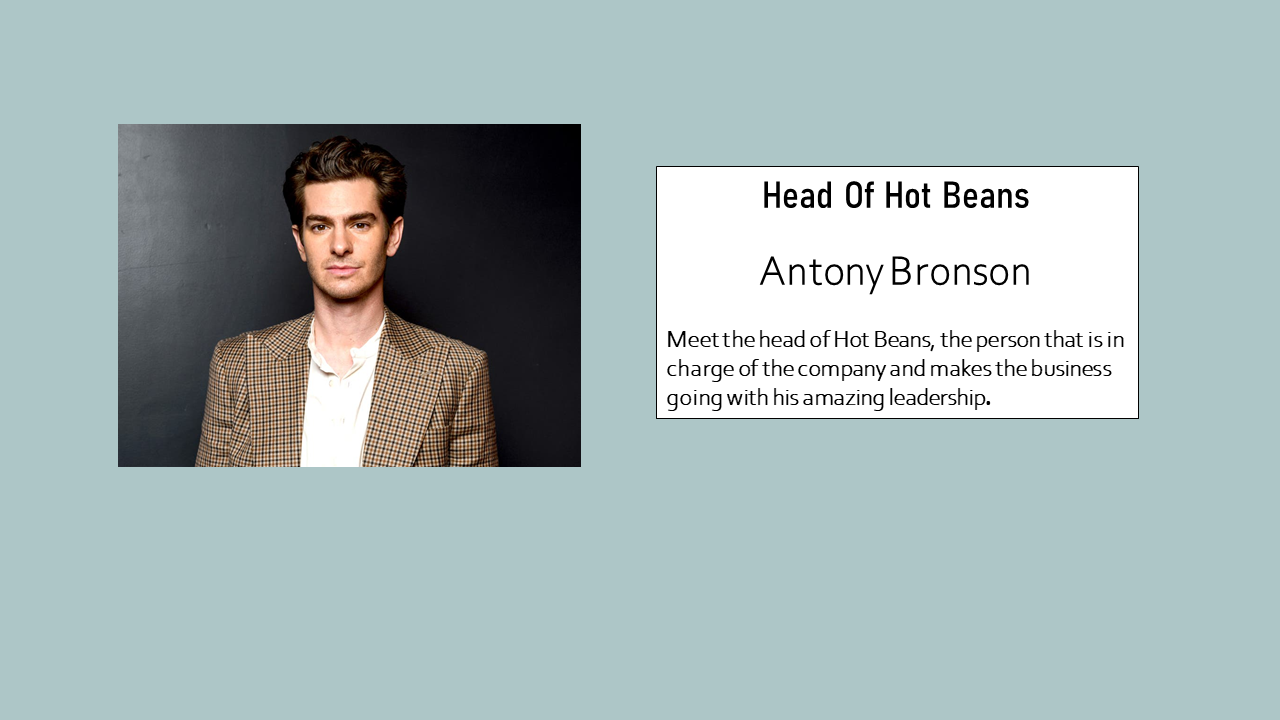 Head Of Hot Beans
Antony Bronson
Meet the head of Hot Beans, the person that is in
charge of the company and makes the business
going with his amazing leadership.